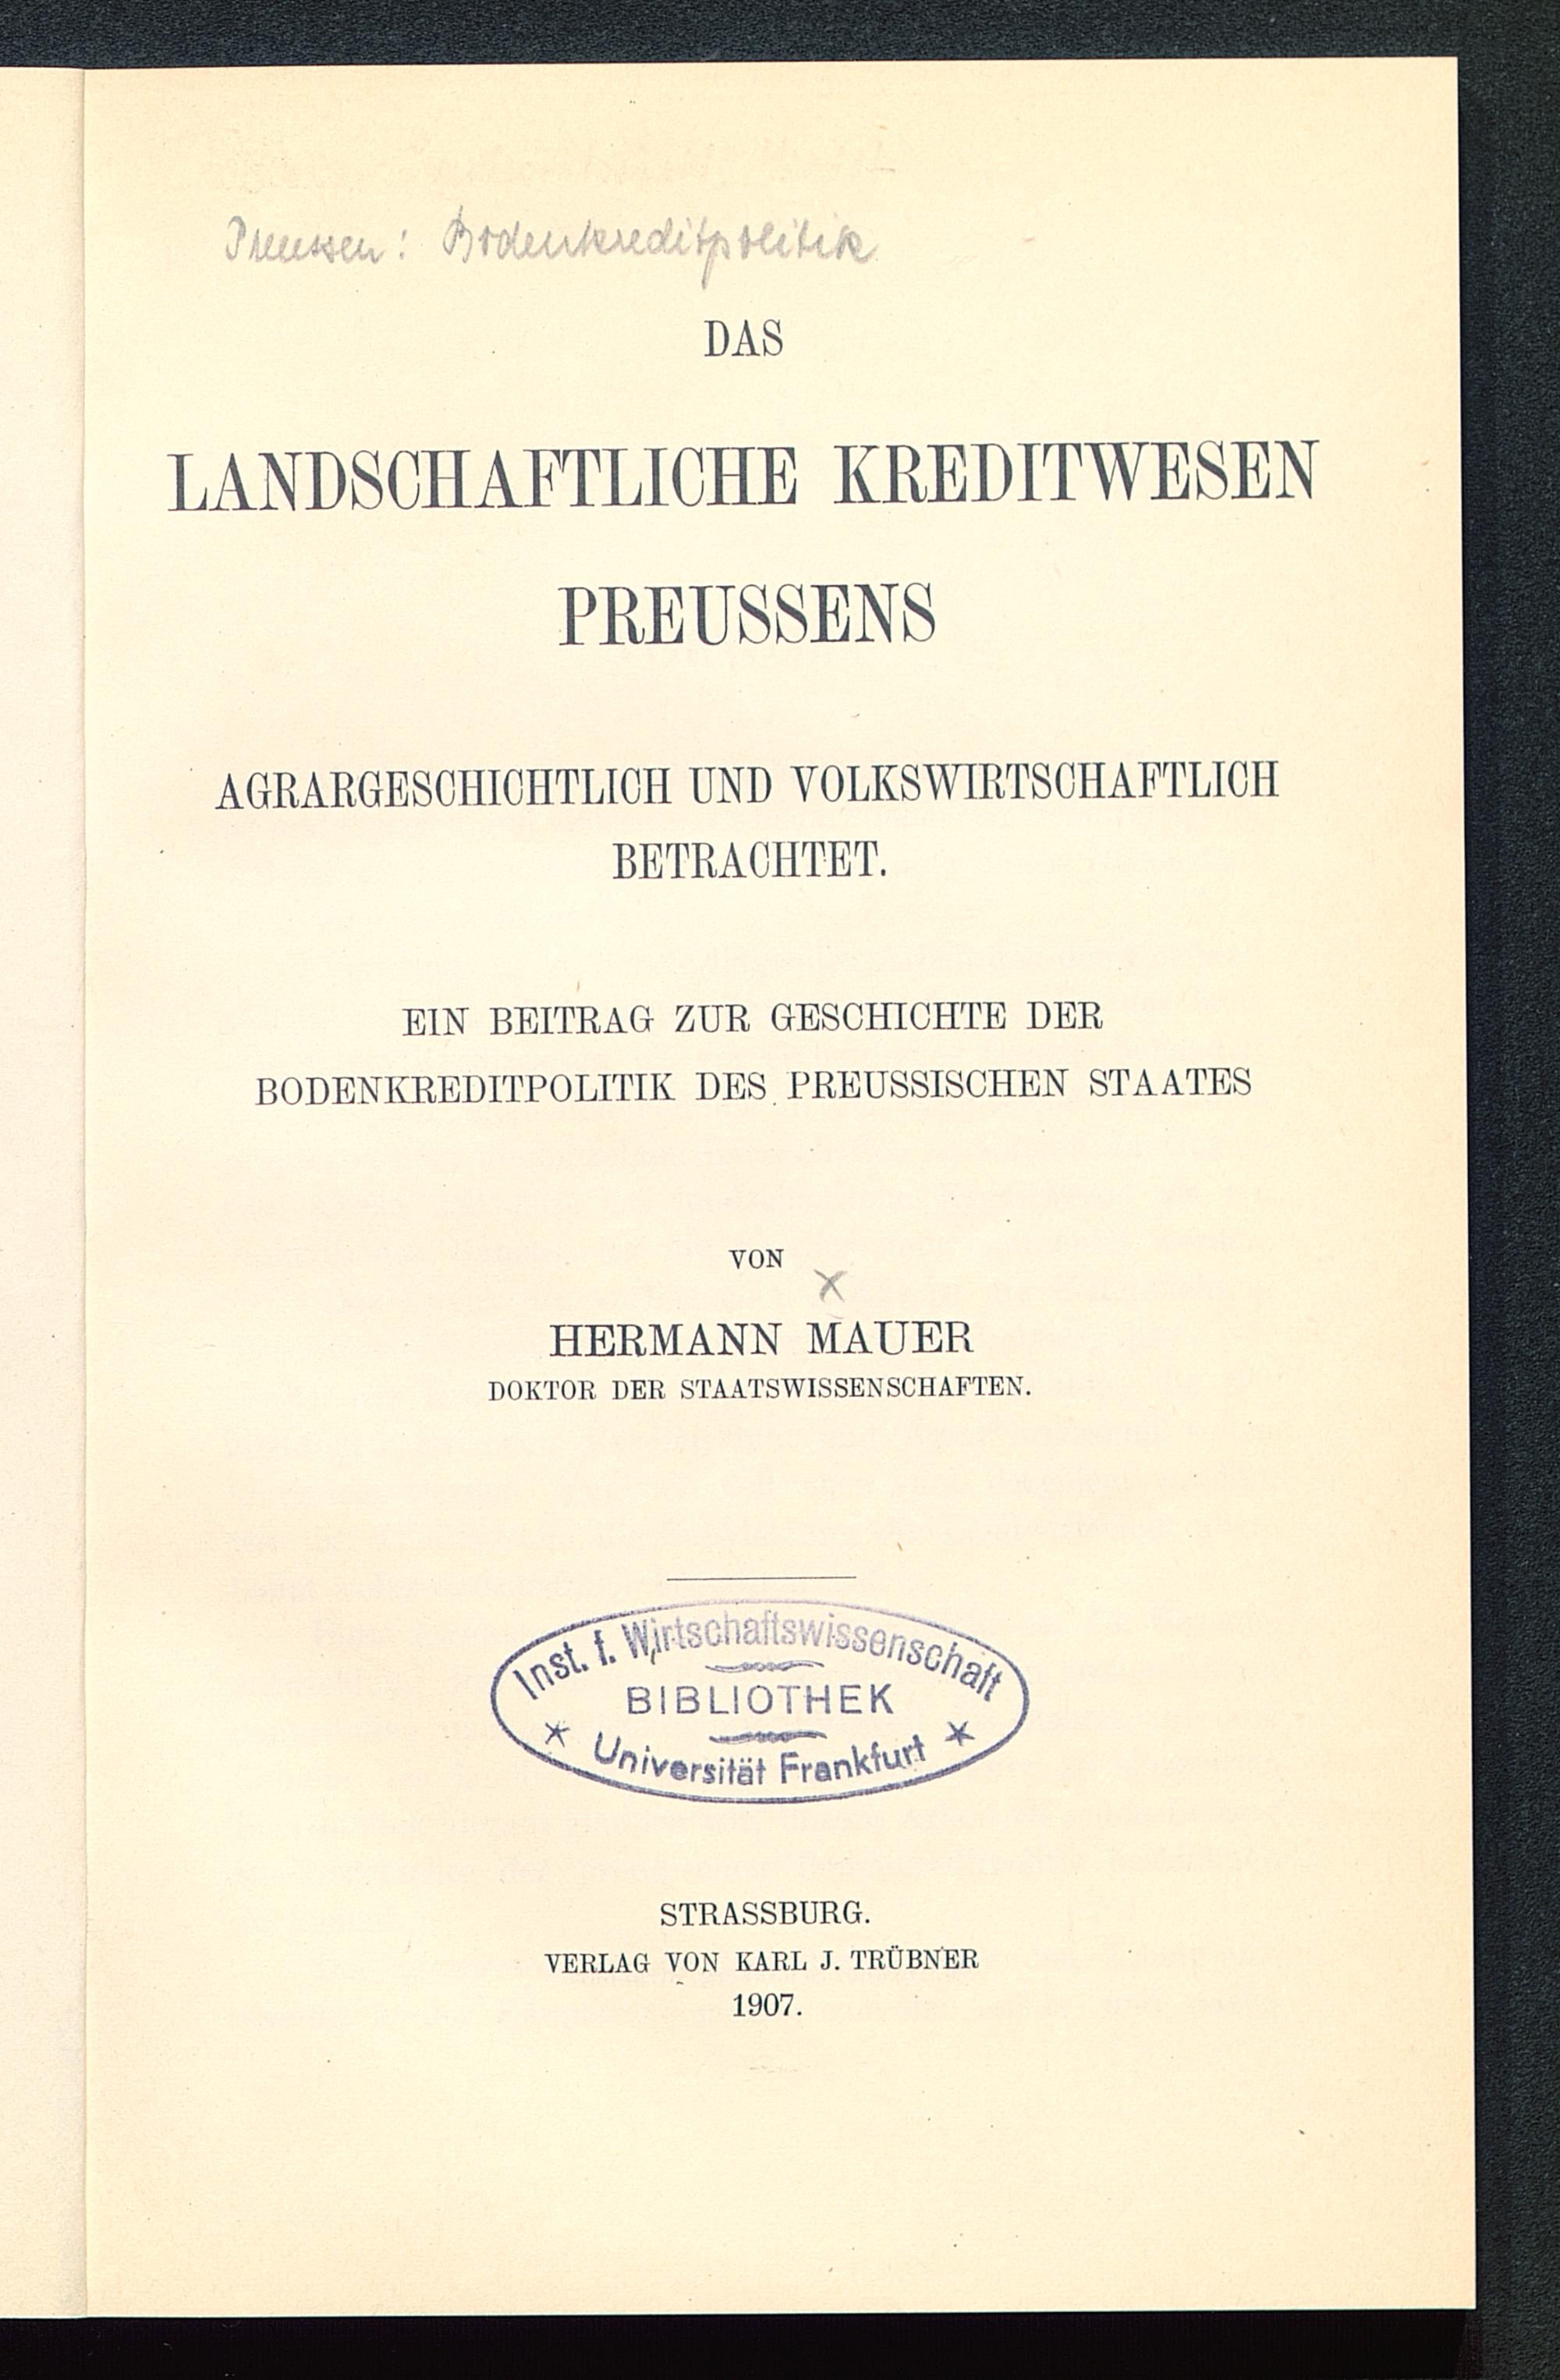 Preussen: Bodenkreditpolitik
DAS
LANDSCHAFTLICHE KREDITWESEN
PREUSSENS
AGRARGESCHICHTLICH UND VOLKSWIRTSCHAFTLICH
BETRACHTET.
EIN BEITRAG ZUR GESCHICHTE DER
BODENKREDITPOLITIK DES PREUSSISCHEN STAATES
VON
X
HERMANN MAUER
DOKTOR DER STAATSWISSENSCHAFTEN.
Inst. f. Wirtschaftswissenschaft
BIBLIOTHEK
* Universität Frankfurt *
STRASSBURG.
VERLAG VON KARL J. TRÜBNER
1907.